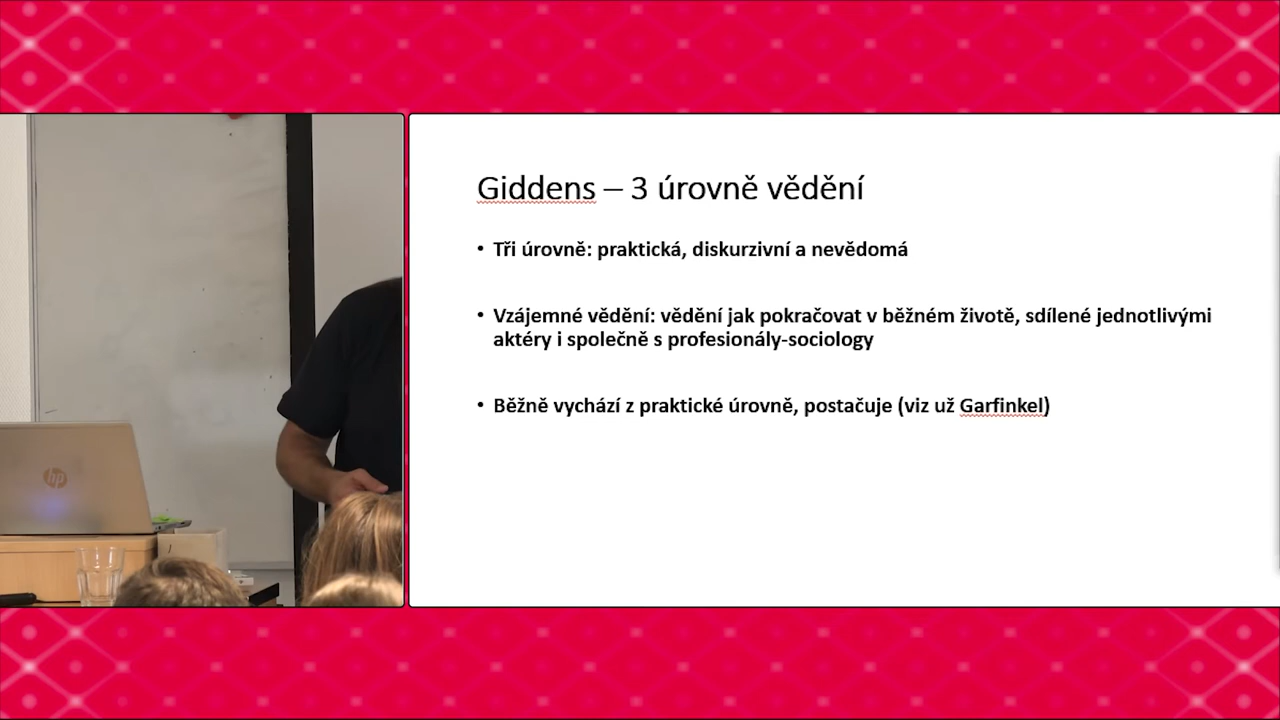 Giddens – 3 úrovně vědění
• Tři úrovně: praktická, diskurzivní a nevědomá
• Vzájemné vědění: vědění jak pokračovat v běžném životě, sdílené jednotlivými
aktéry i společně s profesionály-sociology
• Běžně vychází z praktické úrovně, postačuje (viz už Garfinkel)
hp